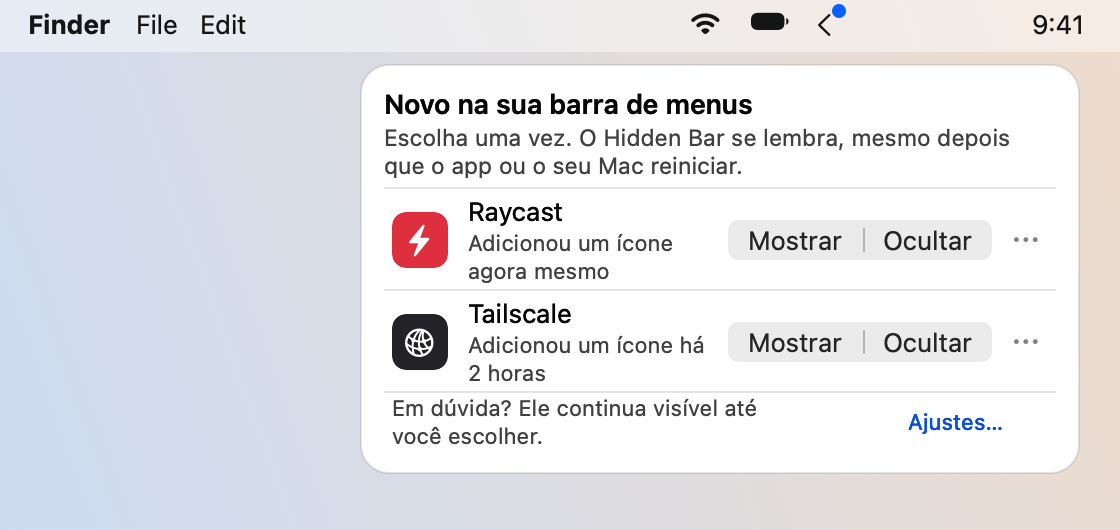 Finder File Edit 9:41
Novo na sua barra de menus
Escolha uma vez. O Hidden Bar se lembra, mesmo depois
que o app ou o seu Mac reiniciar.
Raycast
Adicionou um ícone
agora mesmo
Mostrar Ocultar ...
Tailscale
Adicionou um ícone há
2 horas
Mostrar Ocultar ...
Em dúvida? Ele continua visível até
você escolher.
Ajustes...